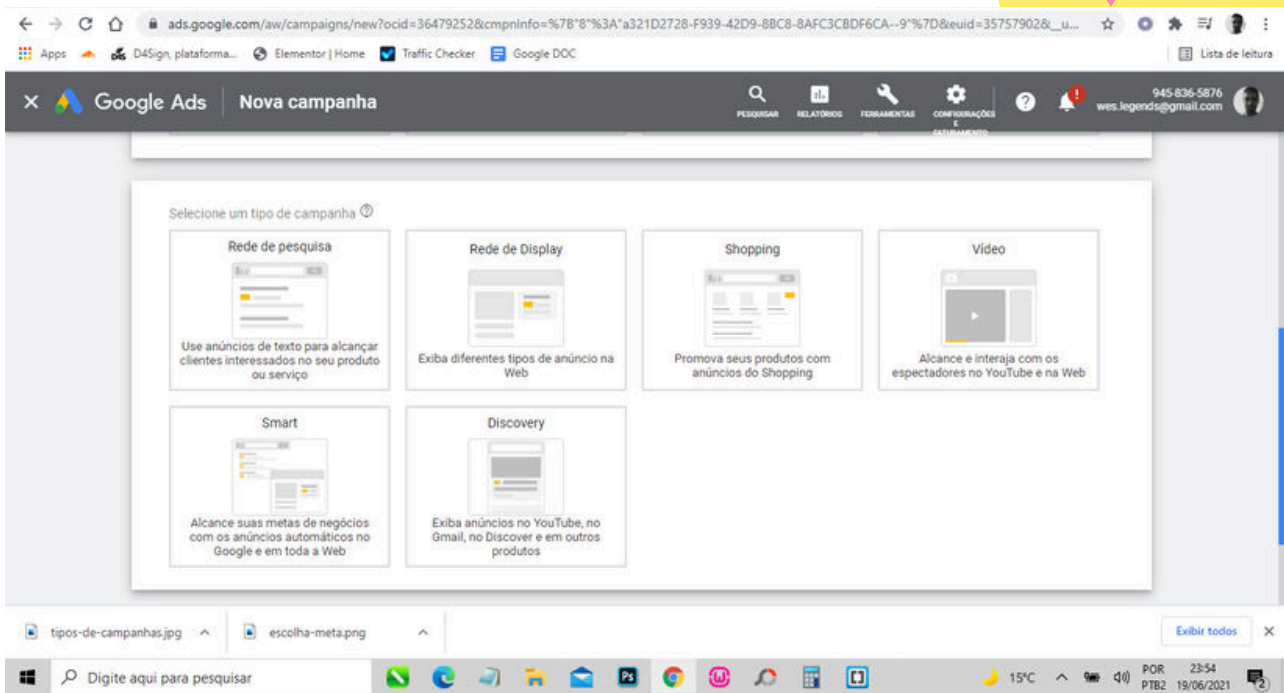 ads.google.com/aw/campaigns/new?ocid=36479252&cmpnInfo=%7B"8"%3A"a321D2728-F939-42D9-8BC8-8AFC3CBDF6CA--9"%7D&euid=35757902&__u...
Apps
D4Sign, plataforma...
Elementor | Home
Traffic Checker
Google DOC
Lista de leitura
Google Ads
Nova campanha
PESQUISAR
RELATÓRIOS
FERRAMENTAS
CONFIGURAÇÕES
E
FATURAMENTO
945-836-5876
wes.legends@gmail.com
Selecione um tipo de campanha
Rede de pesquisa
Use anúncios de texto para alcançar
clientes interessados no seu produto
ou serviço
Rede de Display
Exiba diferentes tipos de anúncio na
Web
Shopping
Promova seus produtos com
anúncios do Shopping
Vídeo
Alcance e interaja com os
espectadores no YouTube e na Web
Smart
Alcance suas metas de negócios
com os anúncios automáticos no
Google e em toda a Web
Discovery
Exiba anúncios no YouTube, no
Gmail, no Discover e em outros
produtos
tipos-de-campanhas.jpg
escolha-meta.png
Exibir todos
Digite aqui para pesquisar
Ps
15°C
POR
PTB2
23:54
19/06/2021
2